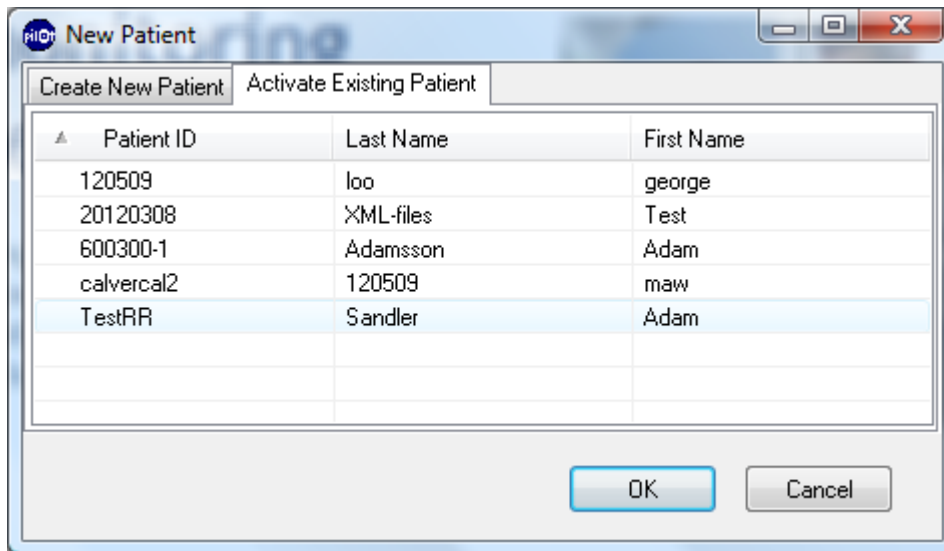 PilOt New Patient
Create New Patient Activate Existing Patient
Patient ID Last Name First Name
120509 loo george
20120308 XML-files Test
600300-1 Adamsson Adam
calvercal2 120509 maw
TestRR Sandler Adam
OK Cancel